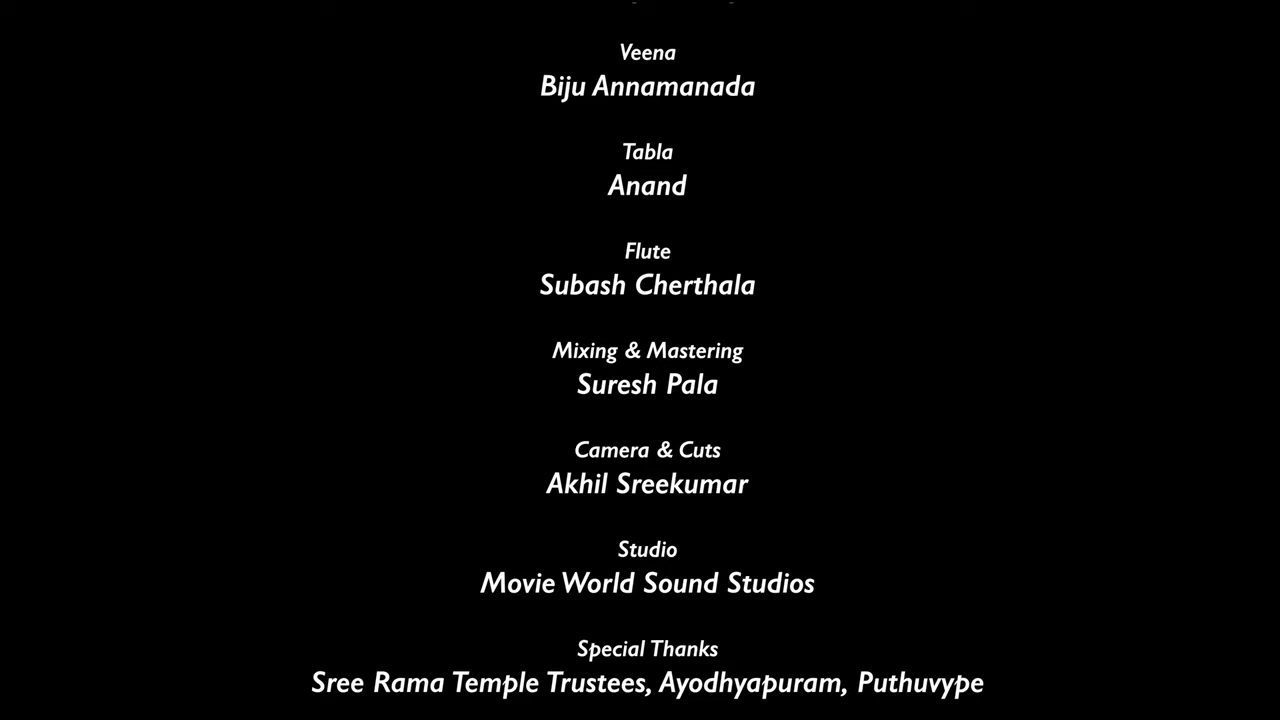 Veena
Biju Annamanada
Tabla
Anand
Flute
Subash Cherthala
Mixing & Mastering
Suresh Pala
Camera & Cuts
Akhil Sreekumar
Studio
Movie World Sound Studios
Special Thanks
Sree Rama Temple Trustees, Ayodhyapuram, Puthuvype